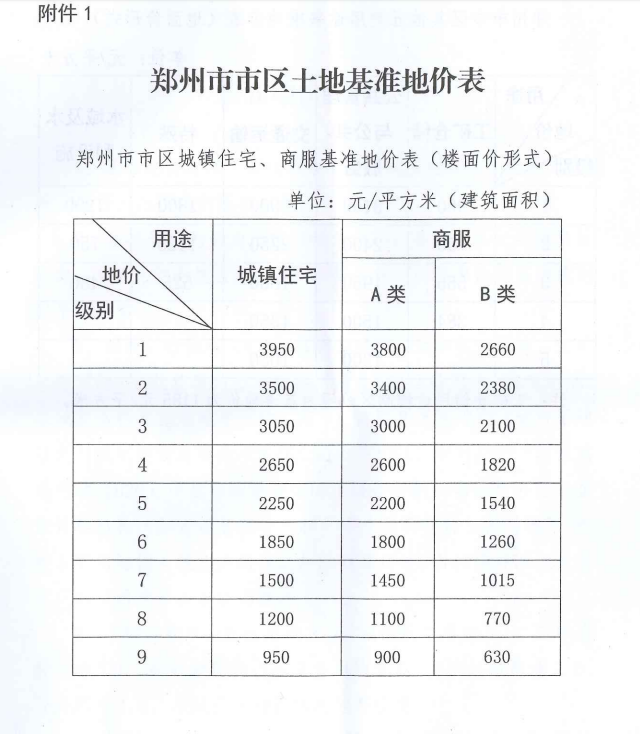 附件 1
郑州市市区土地基准地价表
郑州市市区城镇住宅、商服基准地价表（楼面价形式）
单位：元/平方米（建筑面积）
用途 地价 级别 城镇住宅 商服
A 类 B 类
1 3950 3800 2660
2 3500 3400 2380
3 3050 3000 2100
4 2650 2600 1820
5 2250 2200 1540
6 1850 1800 1260
7 1500 1450 1015
8 1200 1100 770
9 950 900 630